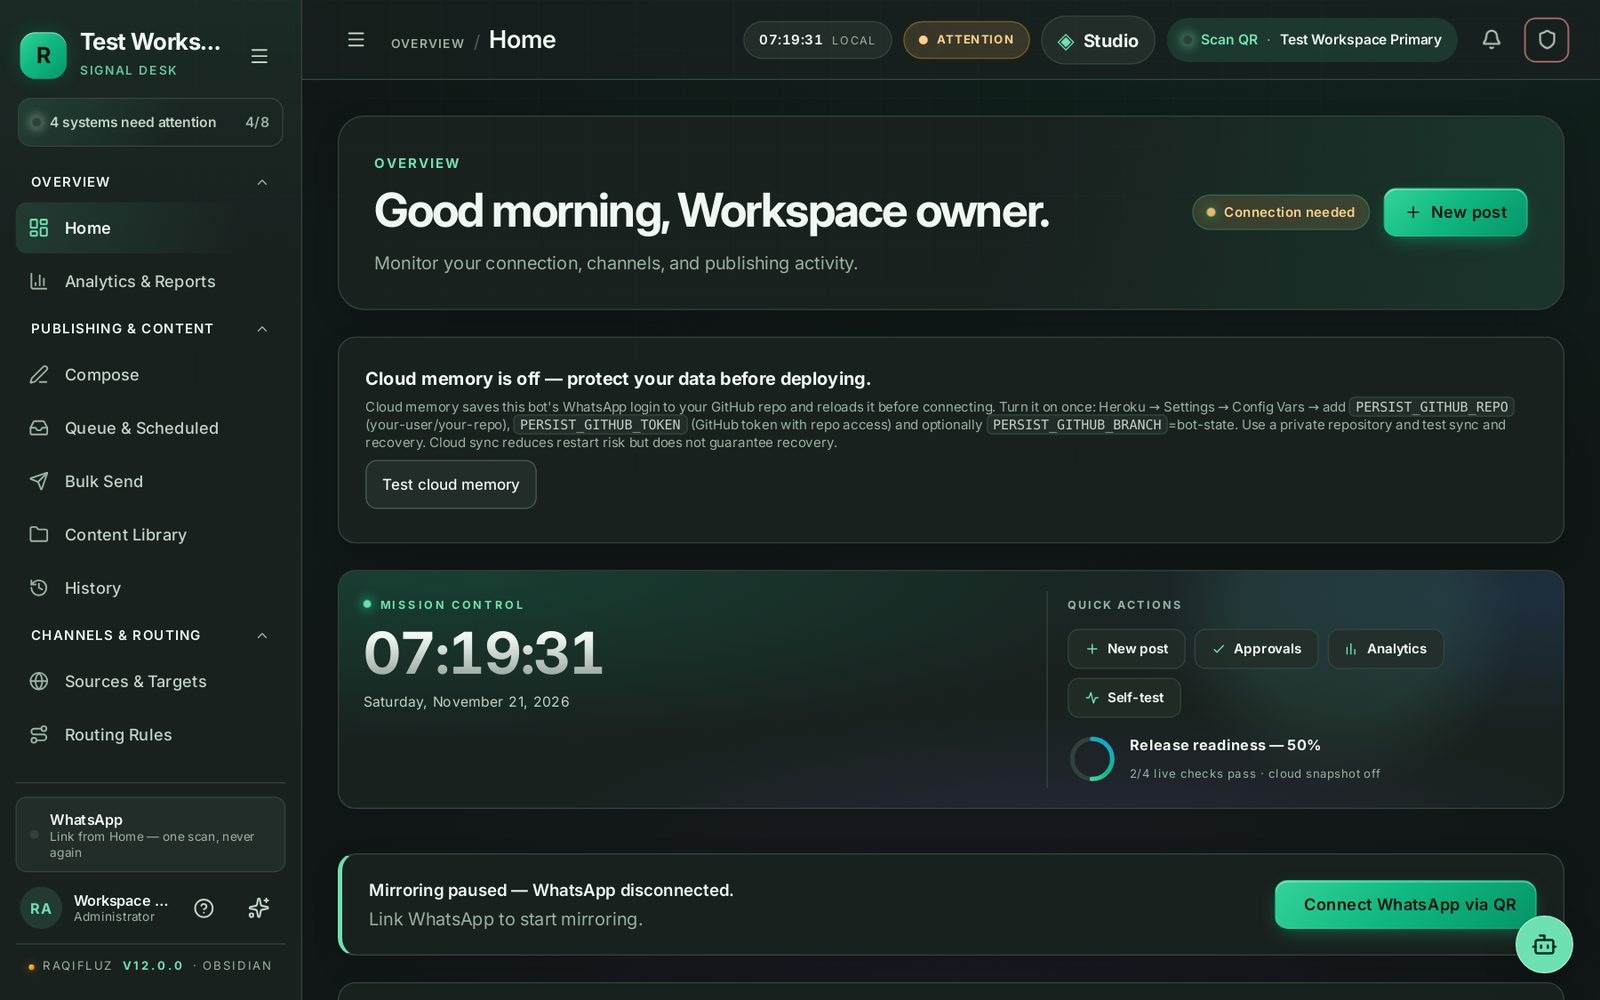 R
Test Works...
SIGNAL DESK
4 systems need attention 4/8
OVERVIEW
Home
Analytics & Reports
PUBLISHING & CONTENT
Compose
Queue & Scheduled
Bulk Send
Content Library
History
CHANNELS & ROUTING
Sources & Targets
Routing Rules
WhatsApp
Link from Home — one scan, never
again
RA
Workspace ...
Administrator
RAQIFLUZ V12.0.0 · OBSIDIAN
OVERVIEW / Home
07:19:31 LOCAL
ATTENTION
Studio
Scan QR · Test Workspace Primary
OVERVIEW
Good morning, Workspace owner.
Monitor your connection, channels, and publishing activity.
Connection needed
New post
Cloud memory is off — protect your data before deploying.
Cloud memory saves this bot's WhatsApp login to your GitHub repo and reloads it before connecting. Turn it on once: Heroku → Settings → Config Vars → add PERSIST_GITHUB_REPO
(your-user/your-repo), PERSIST_GITHUB_TOKEN (GitHub token with repo access) and optionally PERSIST_GITHUB_BRANCH=bot-state. Use a private repository and test sync and
recovery. Cloud sync reduces restart risk but does not guarantee recovery.
Test cloud memory
MISSION CONTROL
07:19:31
Saturday, November 21, 2026
QUICK ACTIONS
New post
Approvals
Analytics
Self-test
Release readiness — 50%
2/4 live checks pass · cloud snapshot off
Mirroring paused — WhatsApp disconnected.
Link WhatsApp to start mirroring.
Connect WhatsApp via QR